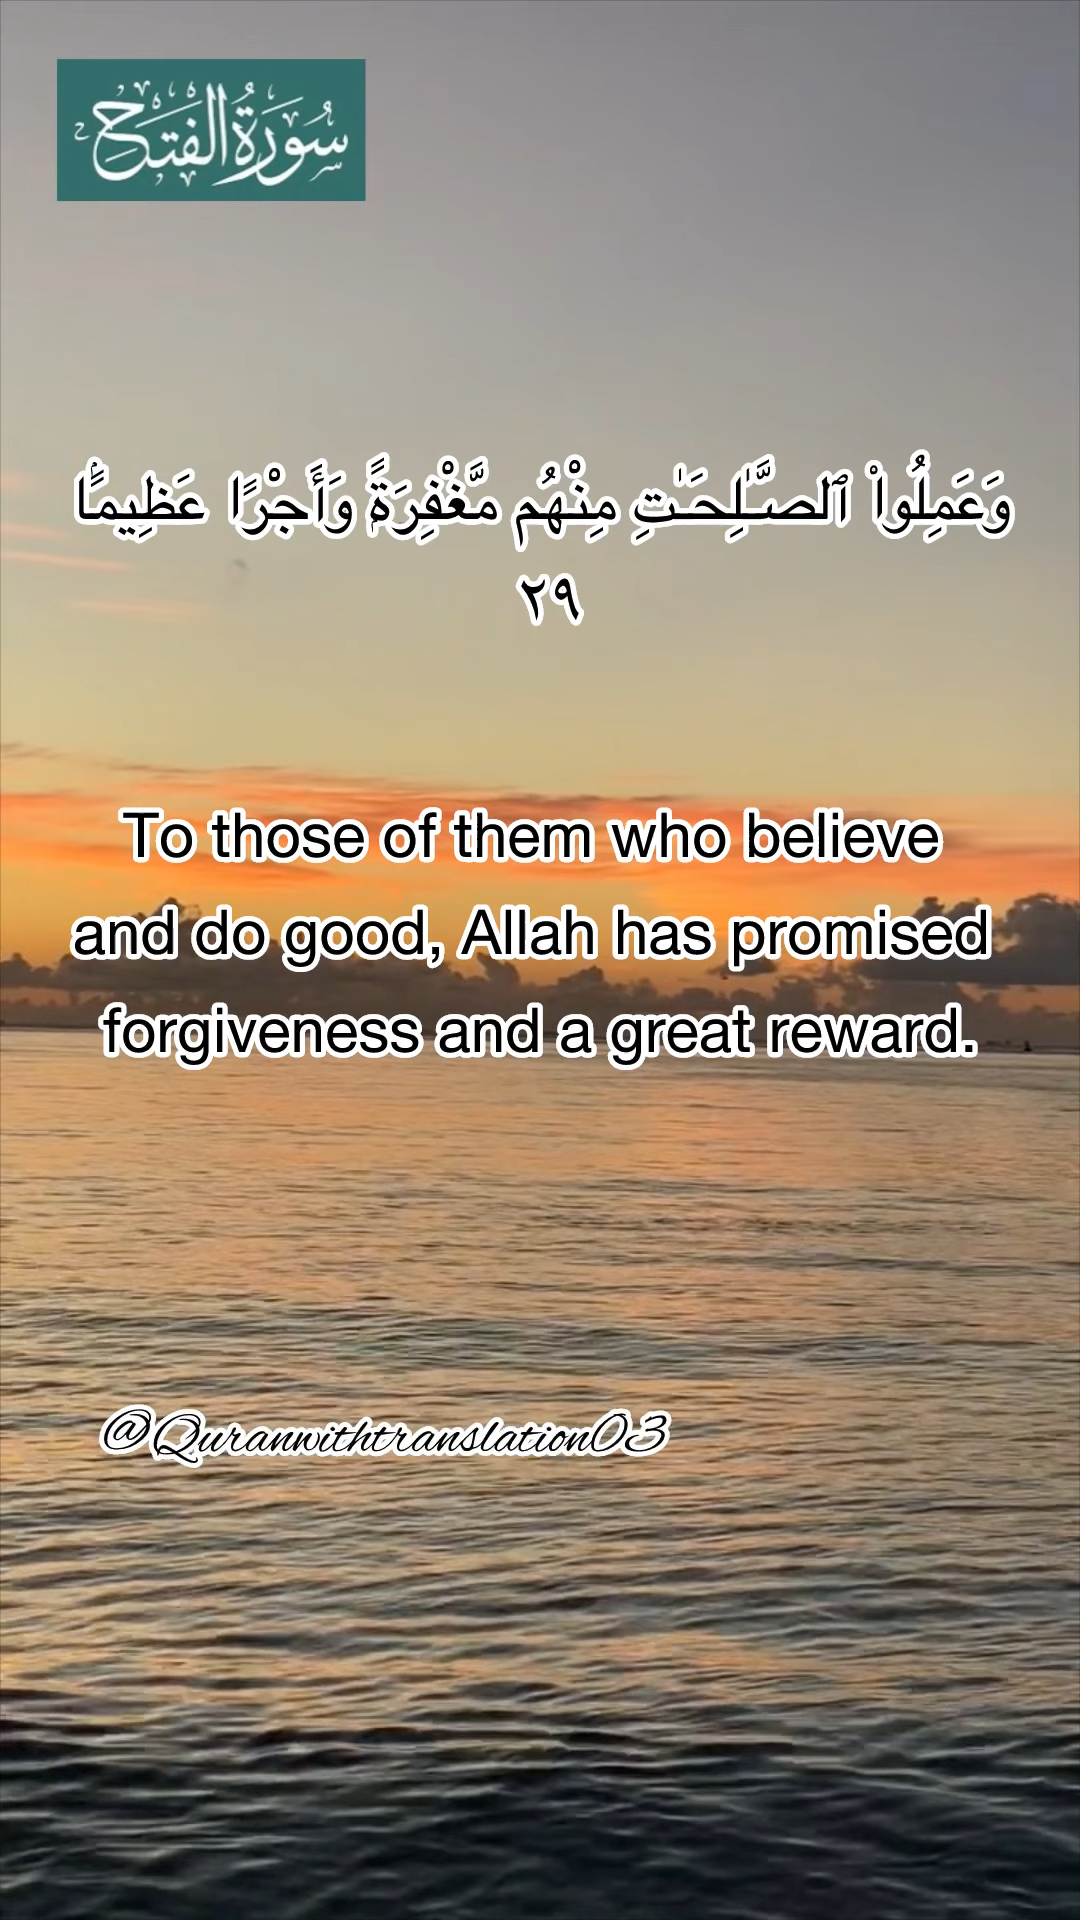 سُورَةُ الفَتْحِ
وَعَمِلُوا۟ ٱلصَّـٰلِحَـٰتِ مِنْهُم مَّغْفِرَةًۭ وَأَجْرًا عَظِيمًۢا
٢٩
To those of them who believe
and do good, Allah has promised
forgiveness and a great reward.
@Quranwithtranslation03